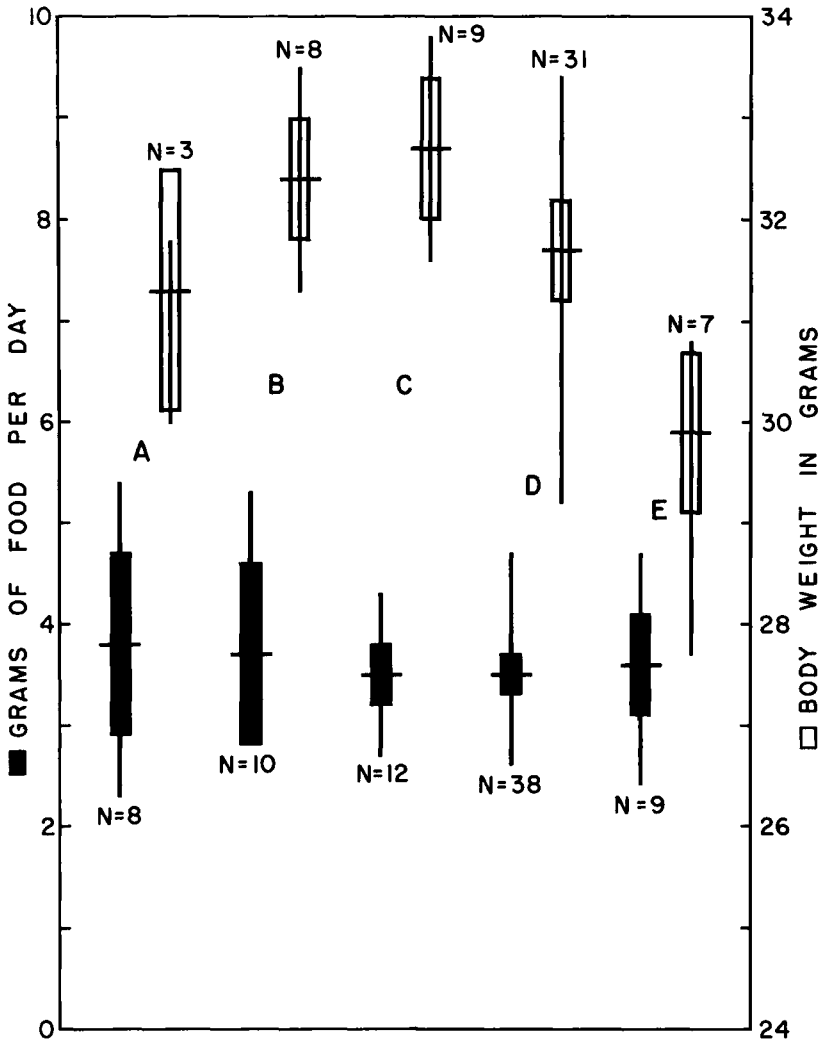 10
8
6
4
2
0
■ GRAMS OF FOOD PER DAY
34
32
30
28
26
24
□ BODY WEIGHT IN GRAMS
N=3
N=8
N=9
N=31
N=7
A
B
C
D
E
N=8
N=10
N=12
N=38
N=9